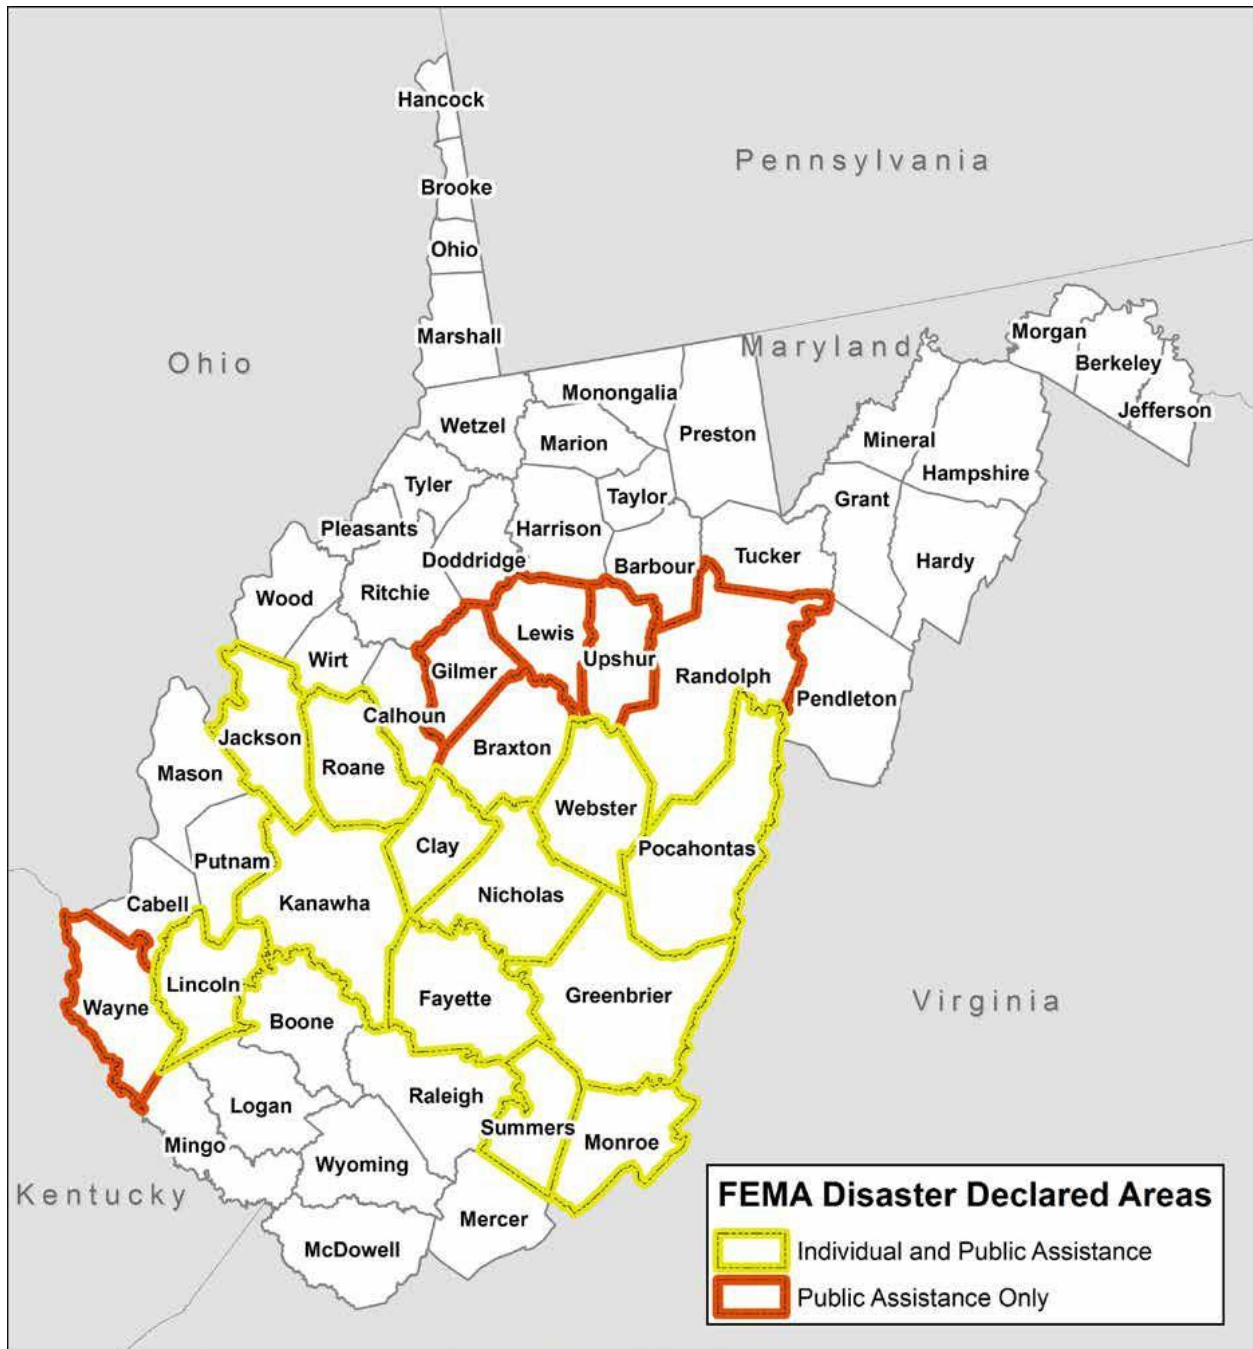 Hancock
Pennsylvania
Brooke
Ohio
Marshall
Ohio
Maryland
Morgan
Berkeley
Jefferson
Monongalia
Wetzel
Marion
Preston
Mineral
Hampshire
Tyler
Taylor
Grant
Pleasants
Harrison
Doddridge
Barbour
Tucker
Hardy
Wood
Ritchie
Lewis
Wirt
Gilmer
Upshur
Randolph
Pendleton
Calhoun
Jackson
Braxton
Roane
Mason
Webster
Clay
Pocahontas
Putnam
Nicholas
Cabell
Kanawha
Lincoln
Fayette
Greenbrier
Virginia
Wayne
Boone
Raleigh
Logan
Summers
Monroe
Mingo
Wyoming
Kentucky
Mercer
McDowell
FEMA Disaster Declared Areas
Individual and Public Assistance
Public Assistance Only